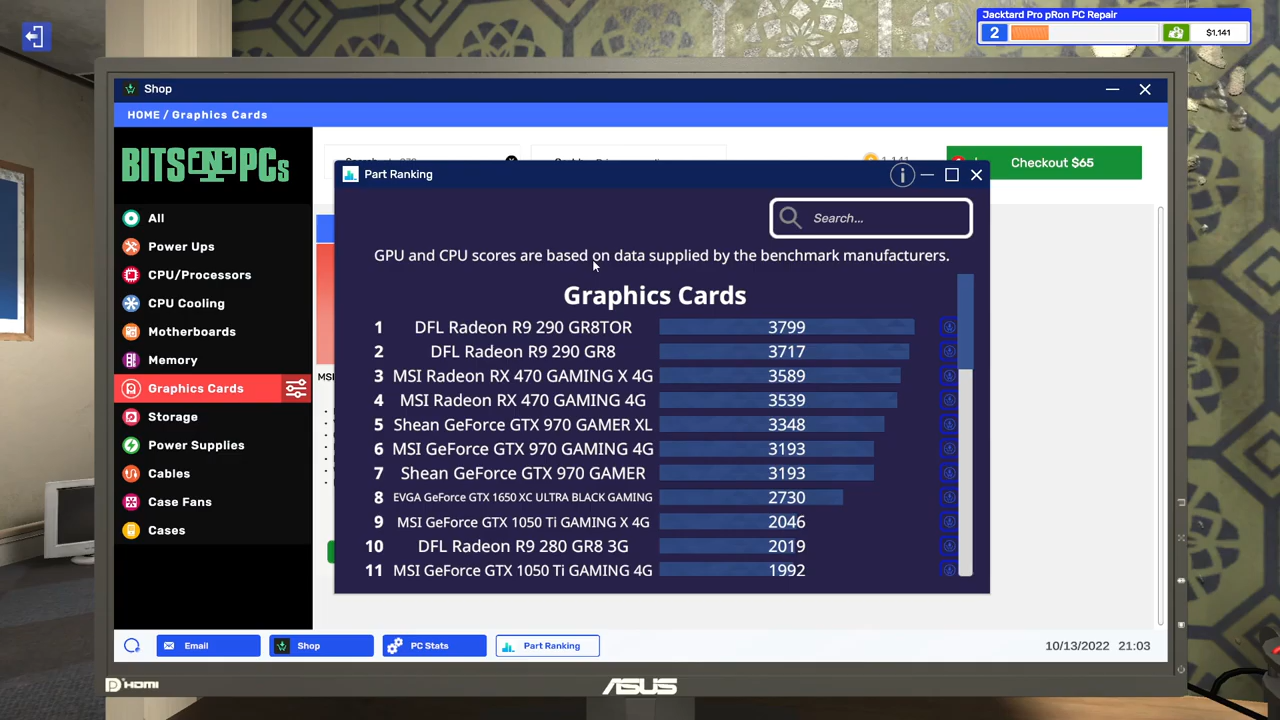 Jacktard Pro pRon PC Repair
2
$1.141
Shop
HOME / Graphics Cards
BITS N PCs
Checkout $65
All
Power Ups
CPU/Processors
CPU Cooling
Motherboards
Memory
Graphics Cards
Storage
Power Supplies
Cables
Case Fans
Cases
MSI
Part Ranking
Search...
GPU and CPU scores are based on data supplied by the benchmark manufacturers.
Graphics Cards
1 DFL Radeon R9 290 GR8TOR 3799
2 DFL Radeon R9 290 GR8 3717
3 MSI Radeon RX 470 GAMING X 4G 3589
4 MSI Radeon RX 470 GAMING 4G 3539
5 Shean GeForce GTX 970 GAMER XL 3348
6 MSI GeForce GTX 970 GAMING 4G 3193
7 Shean GeForce GTX 970 GAMER 3193
8 EVGA GeForce GTX 1650 XC ULTRA BLACK GAMING 2730
9 MSI GeForce GTX 1050 Ti GAMING X 4G 2046
10 DFL Radeon R9 280 GR8 3G 2019
11 MSI GeForce GTX 1050 Ti GAMING 4G 1992
Email
Shop
PC Stats
Part Ranking
10/13/2022 21:03
HDMI
ASUS